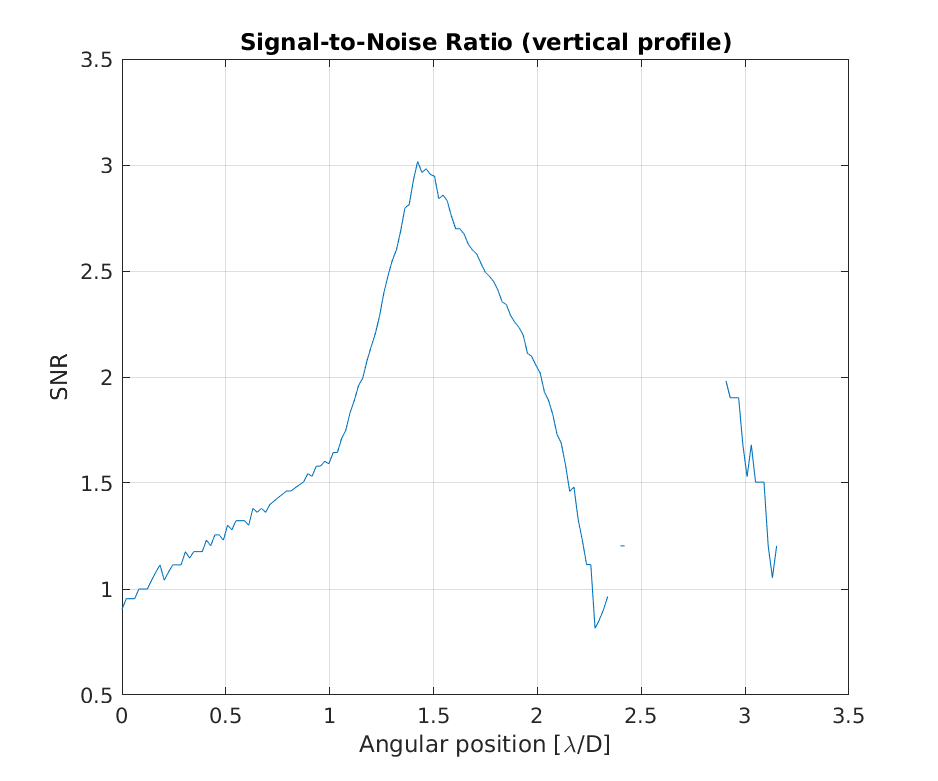 Signal-to-Noise Ratio (vertical profile)
3.5
3
2.5
2
1.5
1
0.5
SNR
0 0.5 1 1.5 2 2.5 3 3.5
Angular position [λ/D]